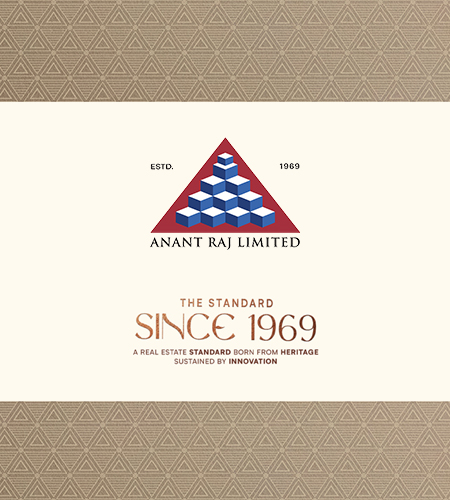 ESTD. 1969
ANANT RAJ LIMITED
THE STANDARD
SINCE 1969
A REAL ESTATE STANDARD BORN FROM HERITAGE
SUSTAINED BY INNOVATION